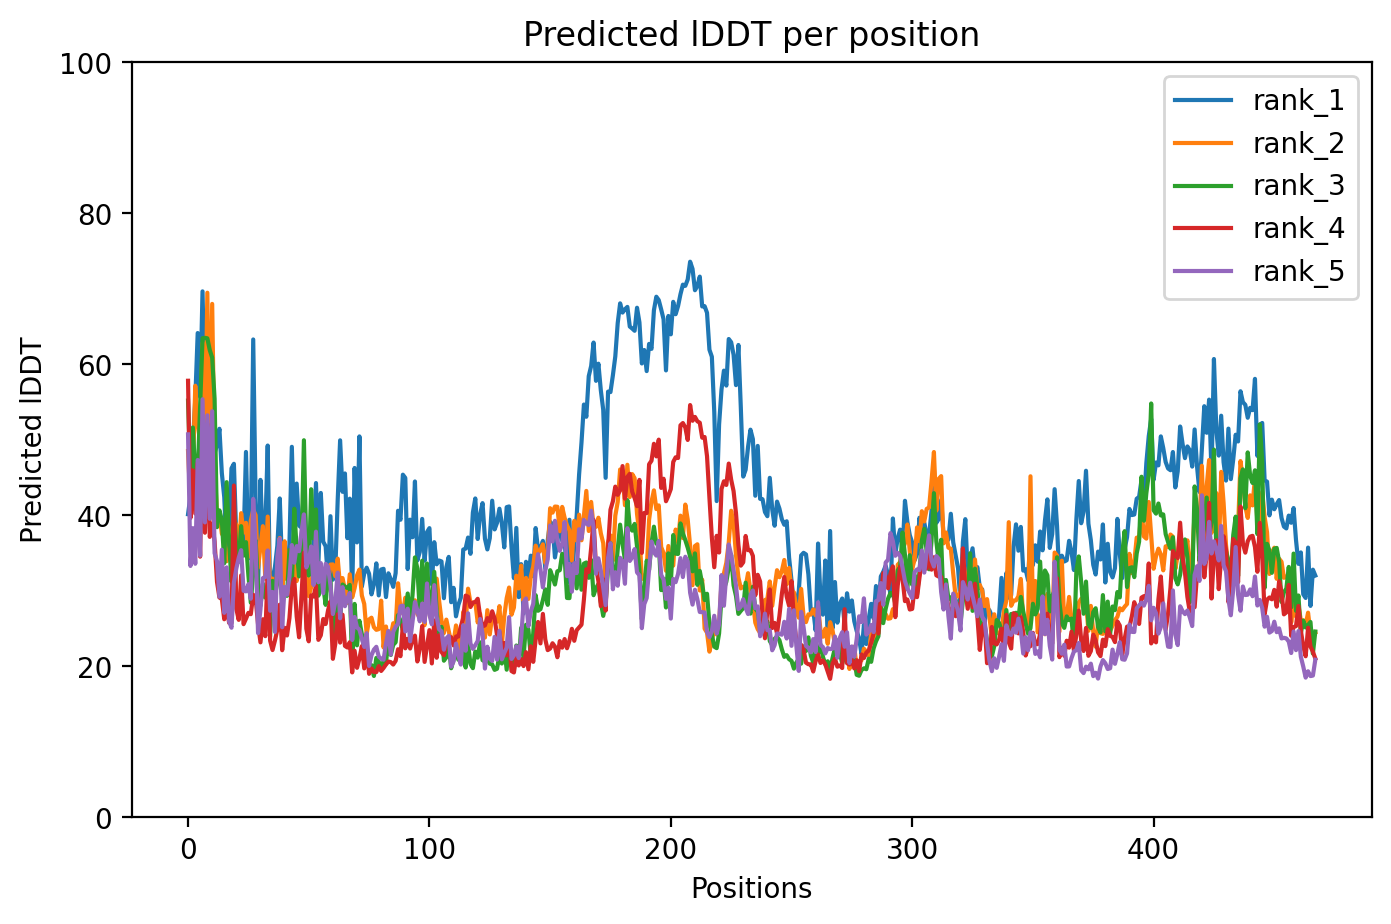 Predicted lDDT per position
100
80
60
40
20
0
Predicted lDDT
0 100 200 300 400
Positions
rank_1
rank_2
rank_3
rank_4
rank_5